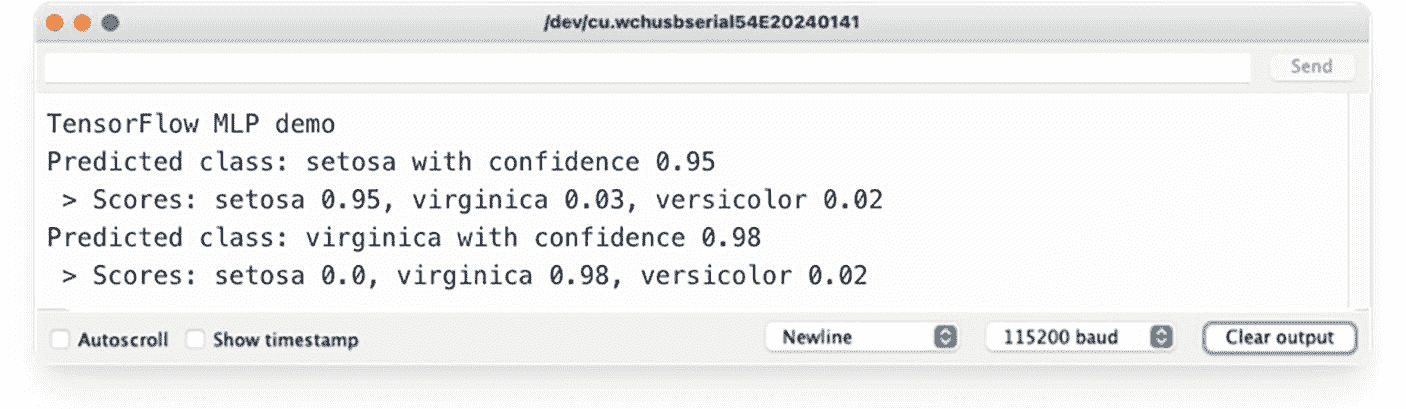 /dev/cu.wchusbserial54E20240141
Send
TensorFlow MLP demo
Predicted class: setosa with confidence 0.95
> Scores: setosa 0.95, virginica 0.03, versicolor 0.02
Predicted class: virginica with confidence 0.98
> Scores: setosa 0.0, virginica 0.98, versicolor 0.02
Autoscroll Show timestamp Newline 115200 baud Clear output